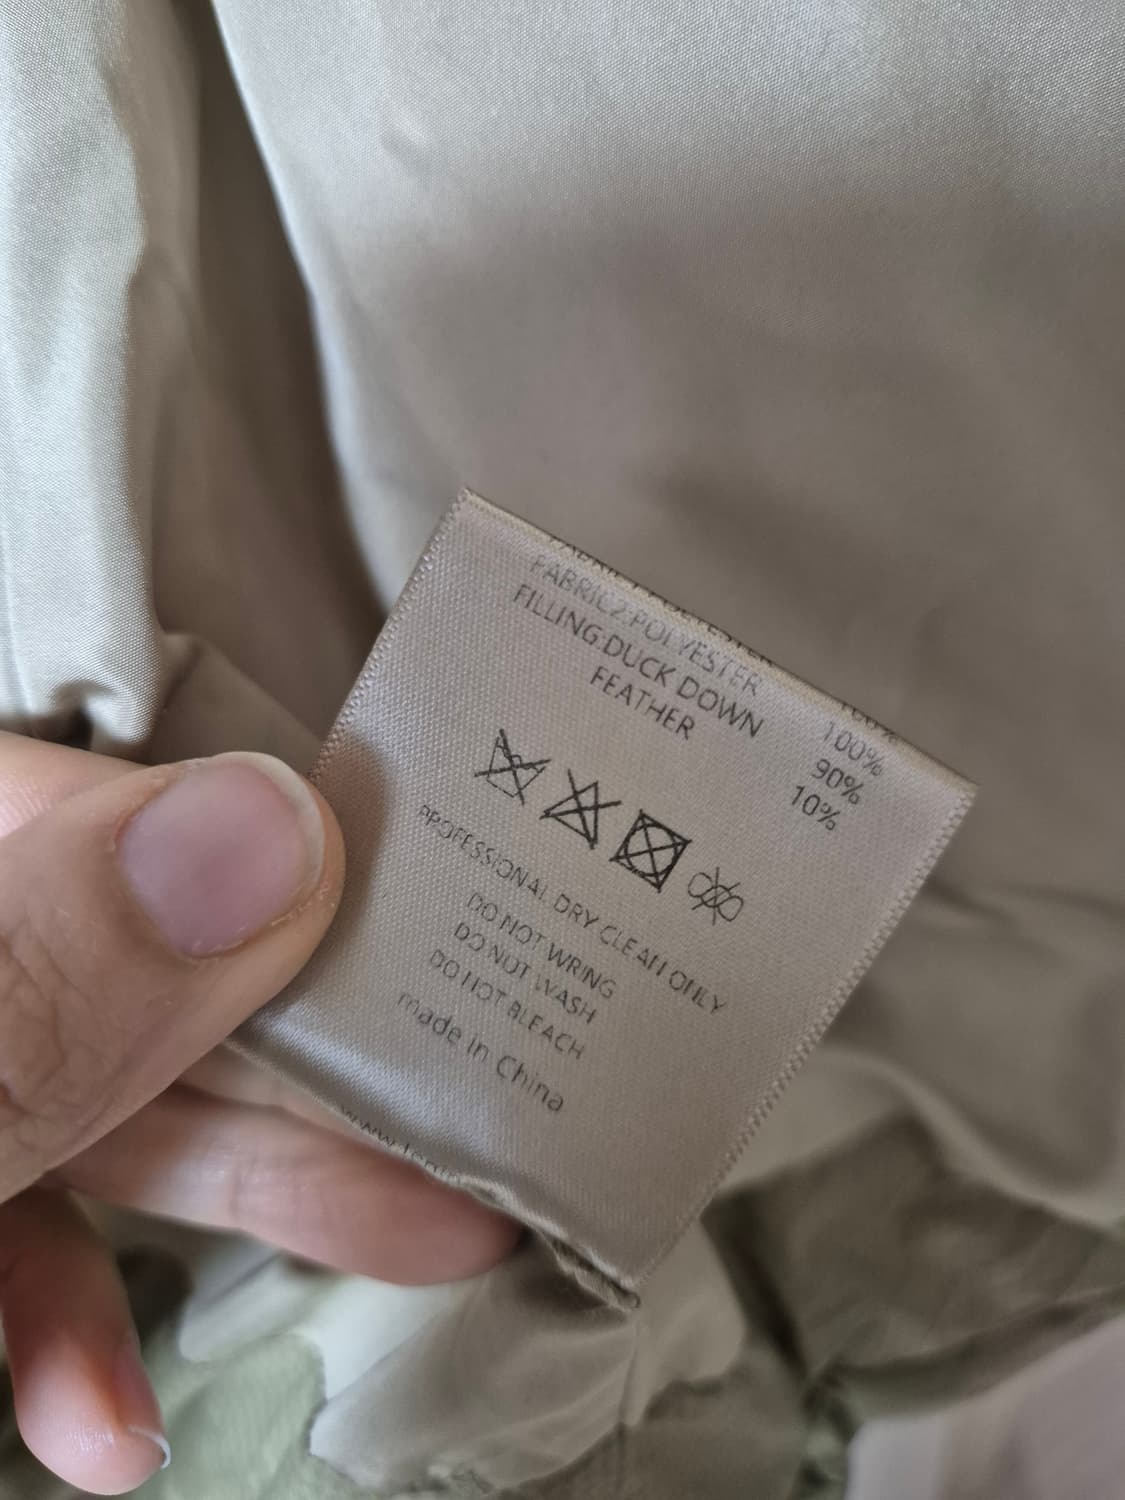 FABRIC2:POLYESTER 100%
FILLING:DUCK DOWN 90%
FEATHER 10%
PROFESSIONAL DRY CLEAN ONLY
DO NOT WRING
DO NOT WASH
DO NOT BLEACH
made in China